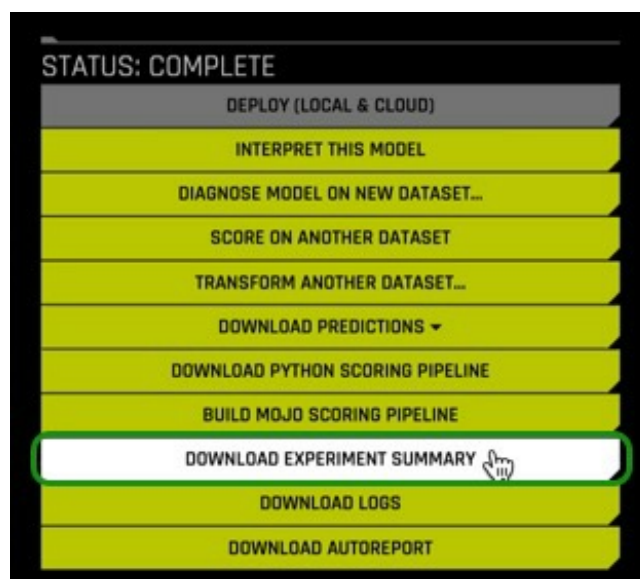 STATUS: COMPLETE
DEPLOY (LOCAL & CLOUD)
INTERPRET THIS MODEL
DIAGNOSE MODEL ON NEW DATASET...
SCORE ON ANOTHER DATASET
TRANSFORM ANOTHER DATASET...
DOWNLOAD PREDICTIONS
DOWNLOAD PYTHON SCORING PIPELINE
BUILD MOJO SCORING PIPELINE
DOWNLOAD EXPERIMENT SUMMARY
DOWNLOAD LOGS
DOWNLOAD AUTOREPORT